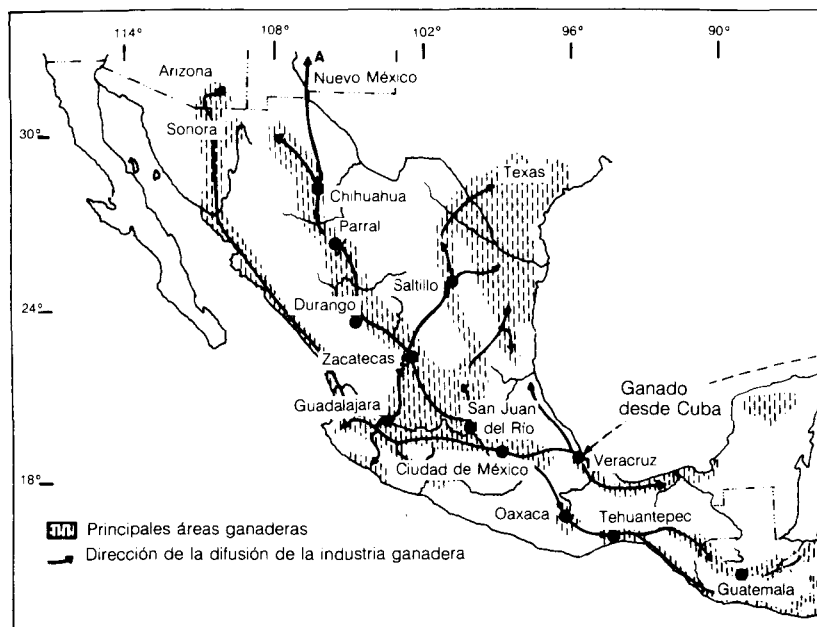 114° 108° 102° 96° 90°
A
Arizona
Nuevo México
Sonora
30°
Texas
Chihuahua
Parral
Saltillo
24°
Durango
Zacatecas
Ganado
desde Cuba
Guadalajara
San Juan
del Río
Ciudad de México
Veracruz
18°
Oaxaca
Tehuantepec
Principales áreas ganaderas
Dirección de la difusión de la industria ganadera
Guatemala